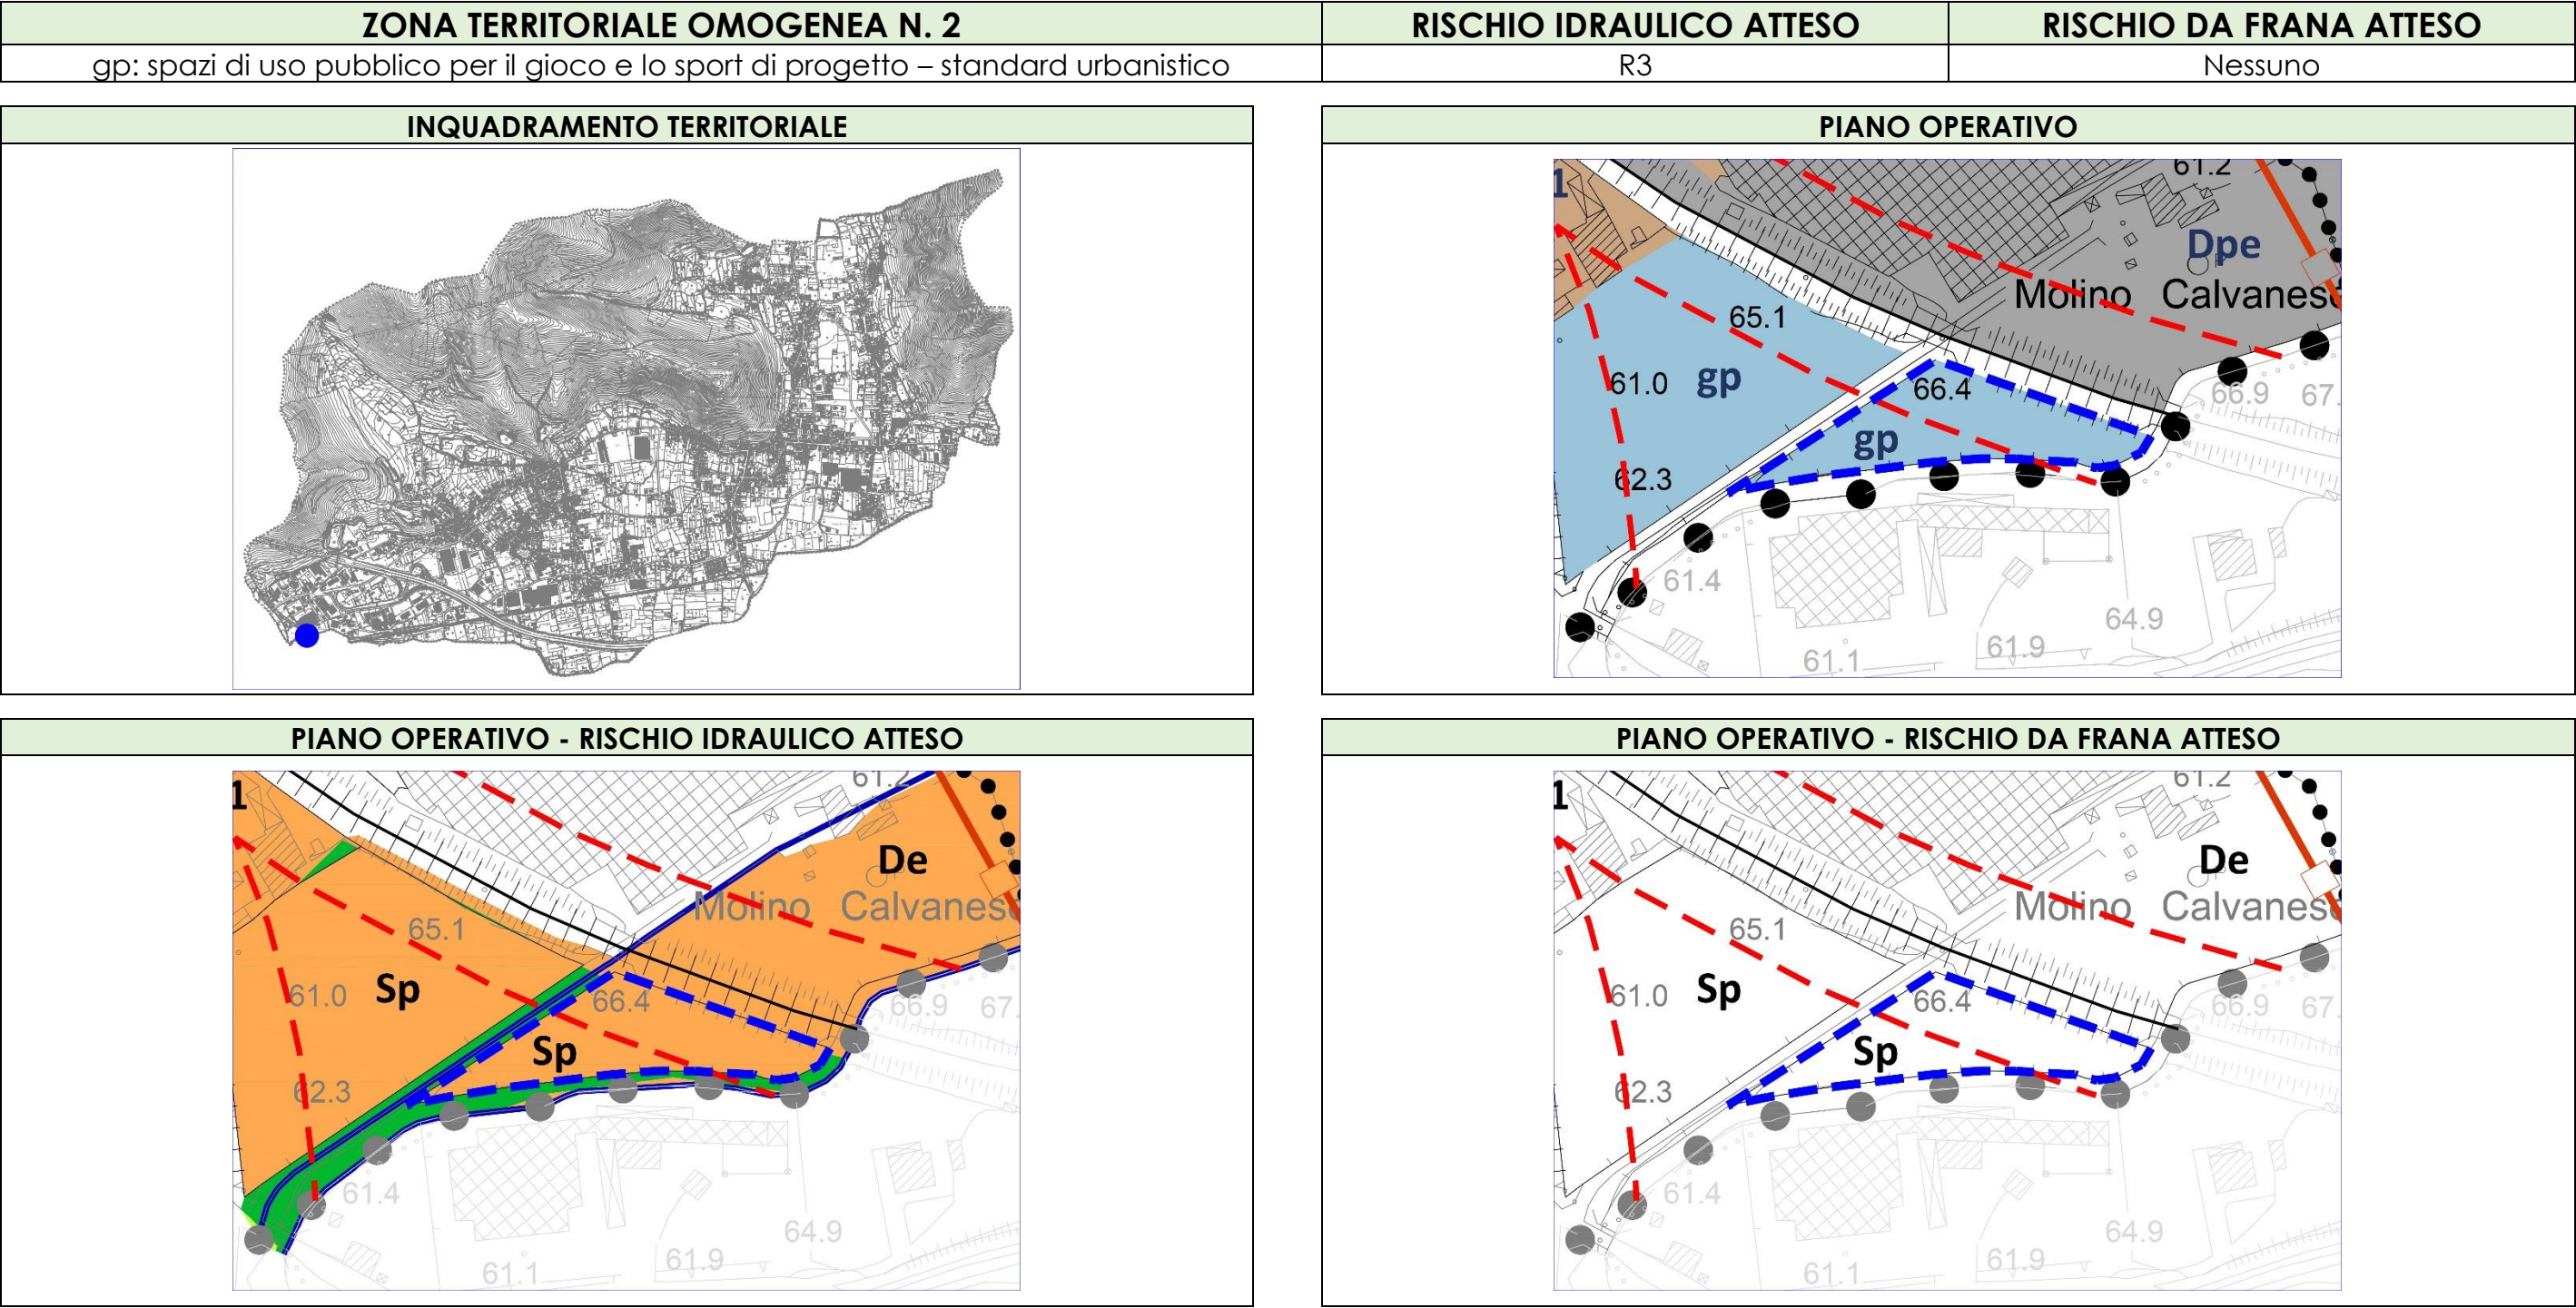 ZONA TERRITORIALE OMOGENEA N. 2
RISCHIO IDRAULICO ATTESO
RISCHIO DA FRANA ATTESO
gp: spazi di uso pubblico per il gioco e lo sport di progetto – standard urbanistico
R3
Nessuno
INQUADRAMENTO TERRITORIALE
PIANO OPERATIVO
61.2
1
Dpe
Molino Calvanese
65.1
61.0
gp
66.4
66.9
67.
gp
62.3
61.4
64.9
61.9
61.1
PIANO OPERATIVO - RISCHIO IDRAULICO ATTESO
PIANO OPERATIVO - RISCHIO DA FRANA ATTESO
61.2
1
De
Molino Calvanese
65.1
61.0
Sp
66.4
66.9
67.
Sp
62.3
61.4
64.9
61.9
61.1
61.2
1
De
Molino Calvanese
65.1
61.0
Sp
66.4
66.9
67.
Sp
62.3
61.4
64.9
61.9
61.1